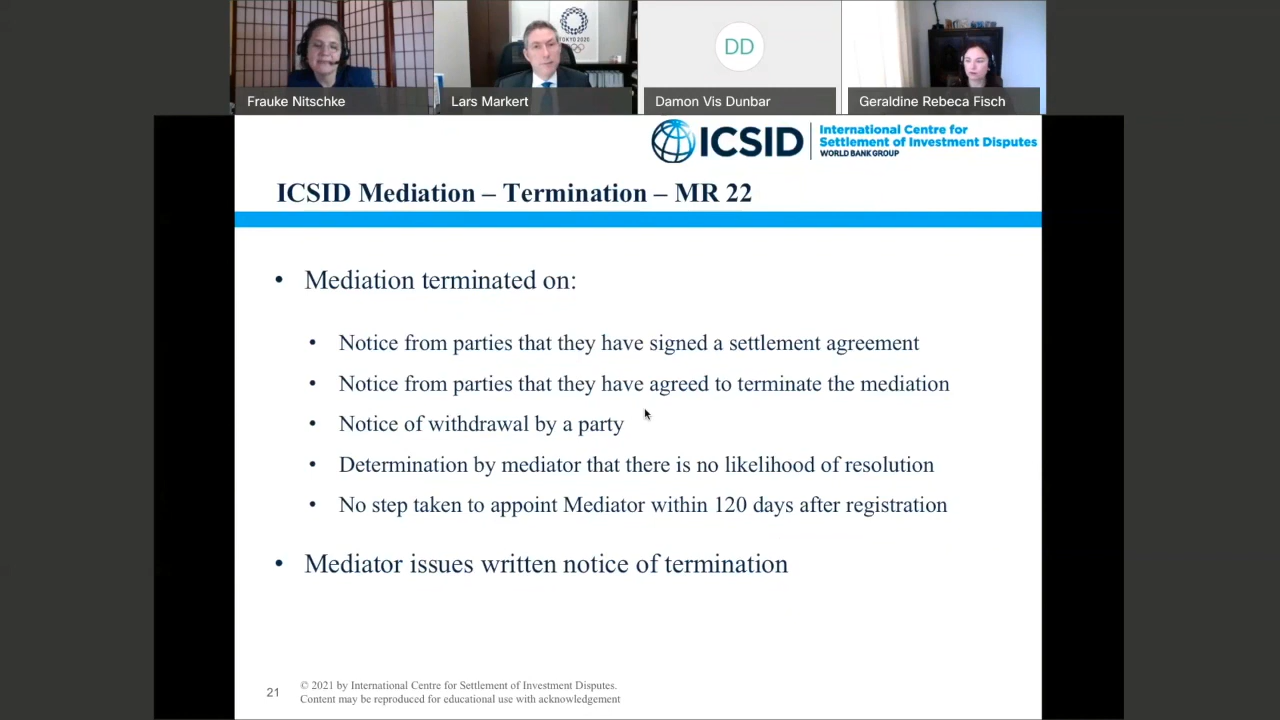 TOKYO 2020
DD
Frauke Nitschke
Lars Markert
Damon Vis Dunbar
Geraldine Rebeca Fisch
ICSID
International Centre for
Settlement of Investment Disputes
WORLD BANK GROUP
ICSID Mediation – Termination – MR 22
• Mediation terminated on:
• Notice from parties that they have signed a settlement agreement
• Notice from parties that they have agreed to terminate the mediation
• Notice of withdrawal by a party
• Determination by mediator that there is no likelihood of resolution
• No step taken to appoint Mediator within 120 days after registration
• Mediator issues written notice of termination
21
© 2021 by International Centre for Settlement of Investment Disputes.
Content may be reproduced for educational use with acknowledgement